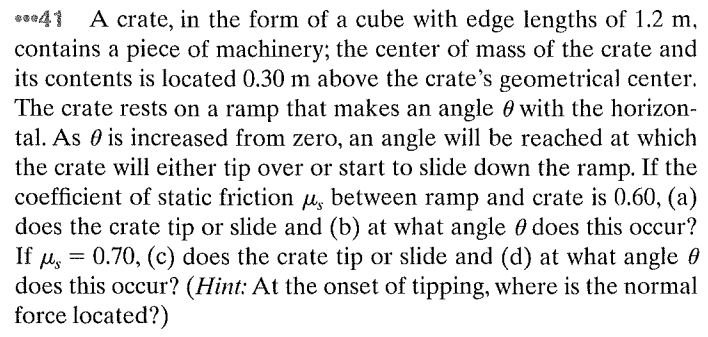 •••41 A crate, in the form of a cube with edge lengths of 1.2 m,
contains a piece of machinery; the center of mass of the crate and
its contents is located 0.30 m above the crate's geometrical center.
The crate rests on a ramp that makes an angle θ with the horizon-
tal. As θ is increased from zero, an angle will be reached at which
the crate will either tip over or start to slide down the ramp. If the
coefficient of static friction μₛ between ramp and crate is 0.60, (a)
does the crate tip or slide and (b) at what angle θ does this occur?
If μₛ = 0.70, (c) does the crate tip or slide and (d) at what angle θ
does this occur? (Hint: At the onset of tipping, where is the normal
force located?)